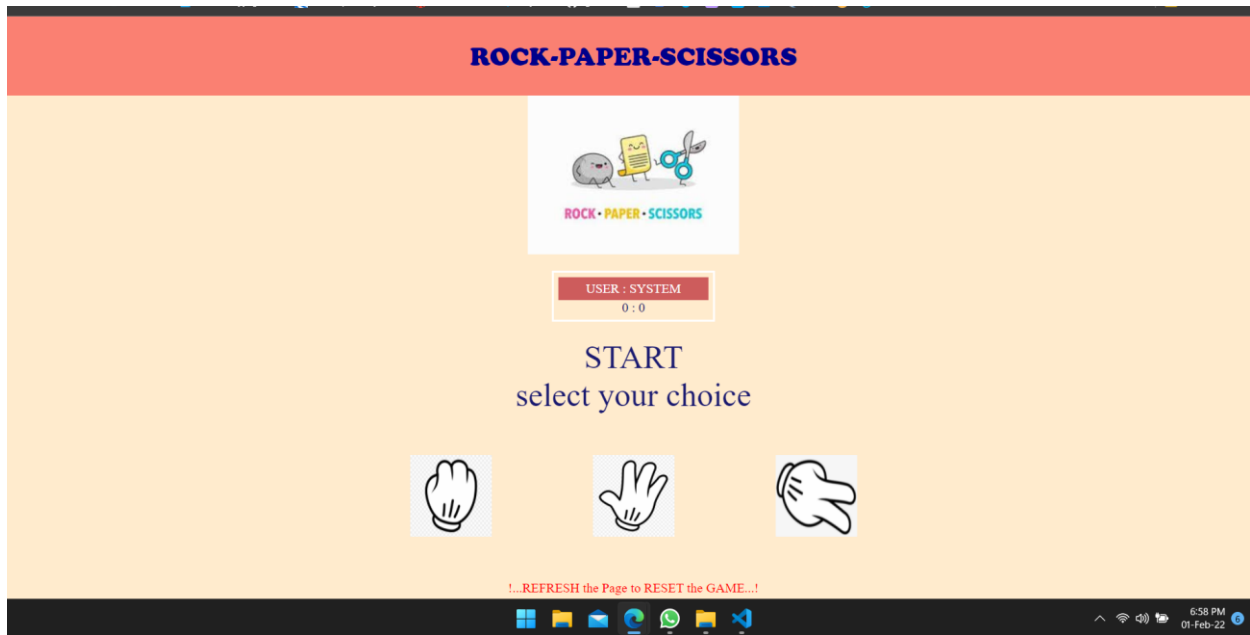 ROCK-PAPER-SCISSORS
ROCK • PAPER • SCISSORS
USER : SYSTEM
0 : 0
START
select your choice
!...REFRESH the Page to RESET the GAME...!
6:58 PM
01-Feb-22
6